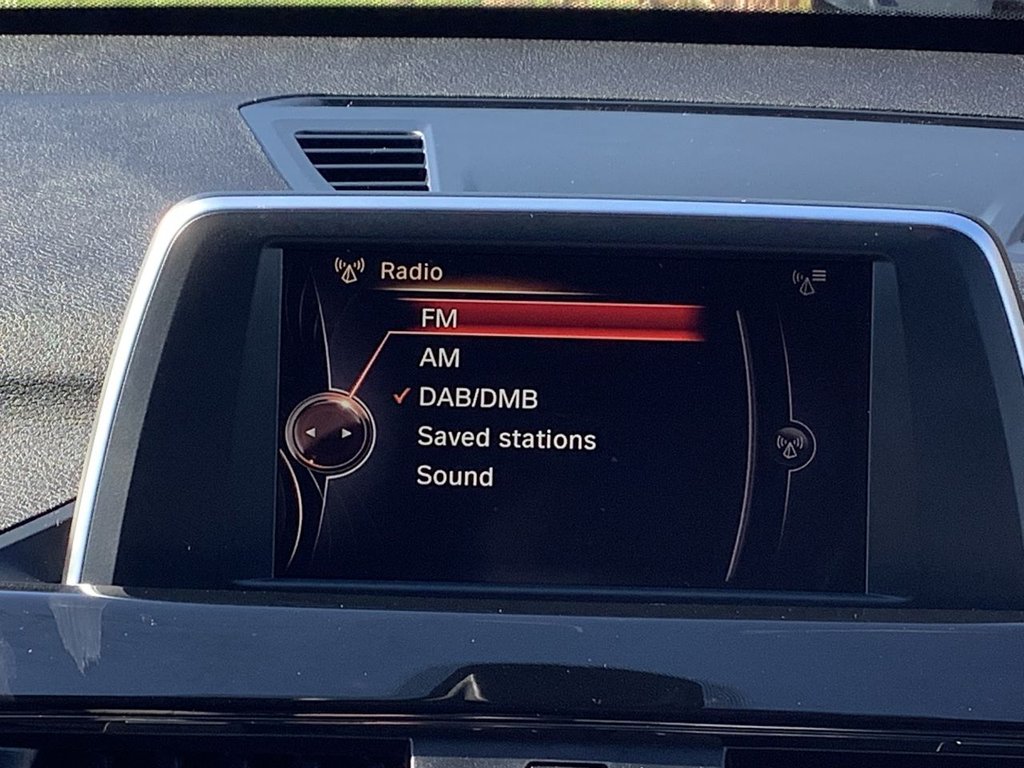 Radio
FM
AM
DAB/DMB
Saved stations
Sound